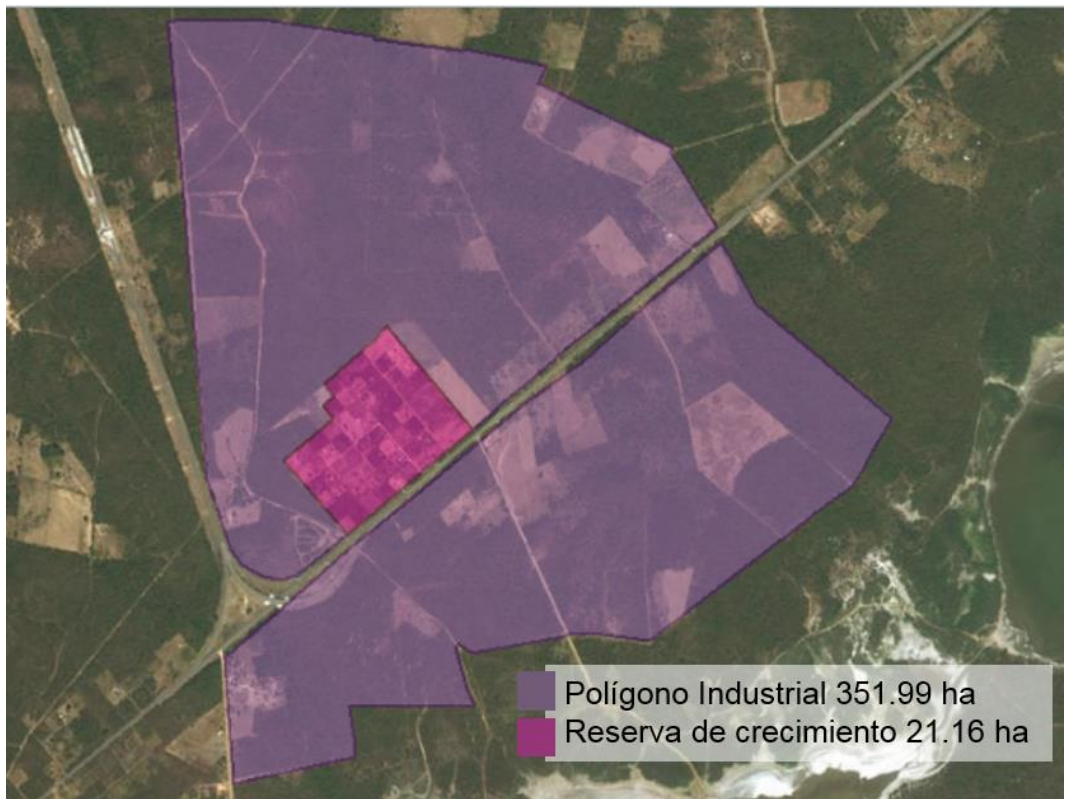 Polígono Industrial 351.99 ha
Reserva de crecimiento 21.16 ha